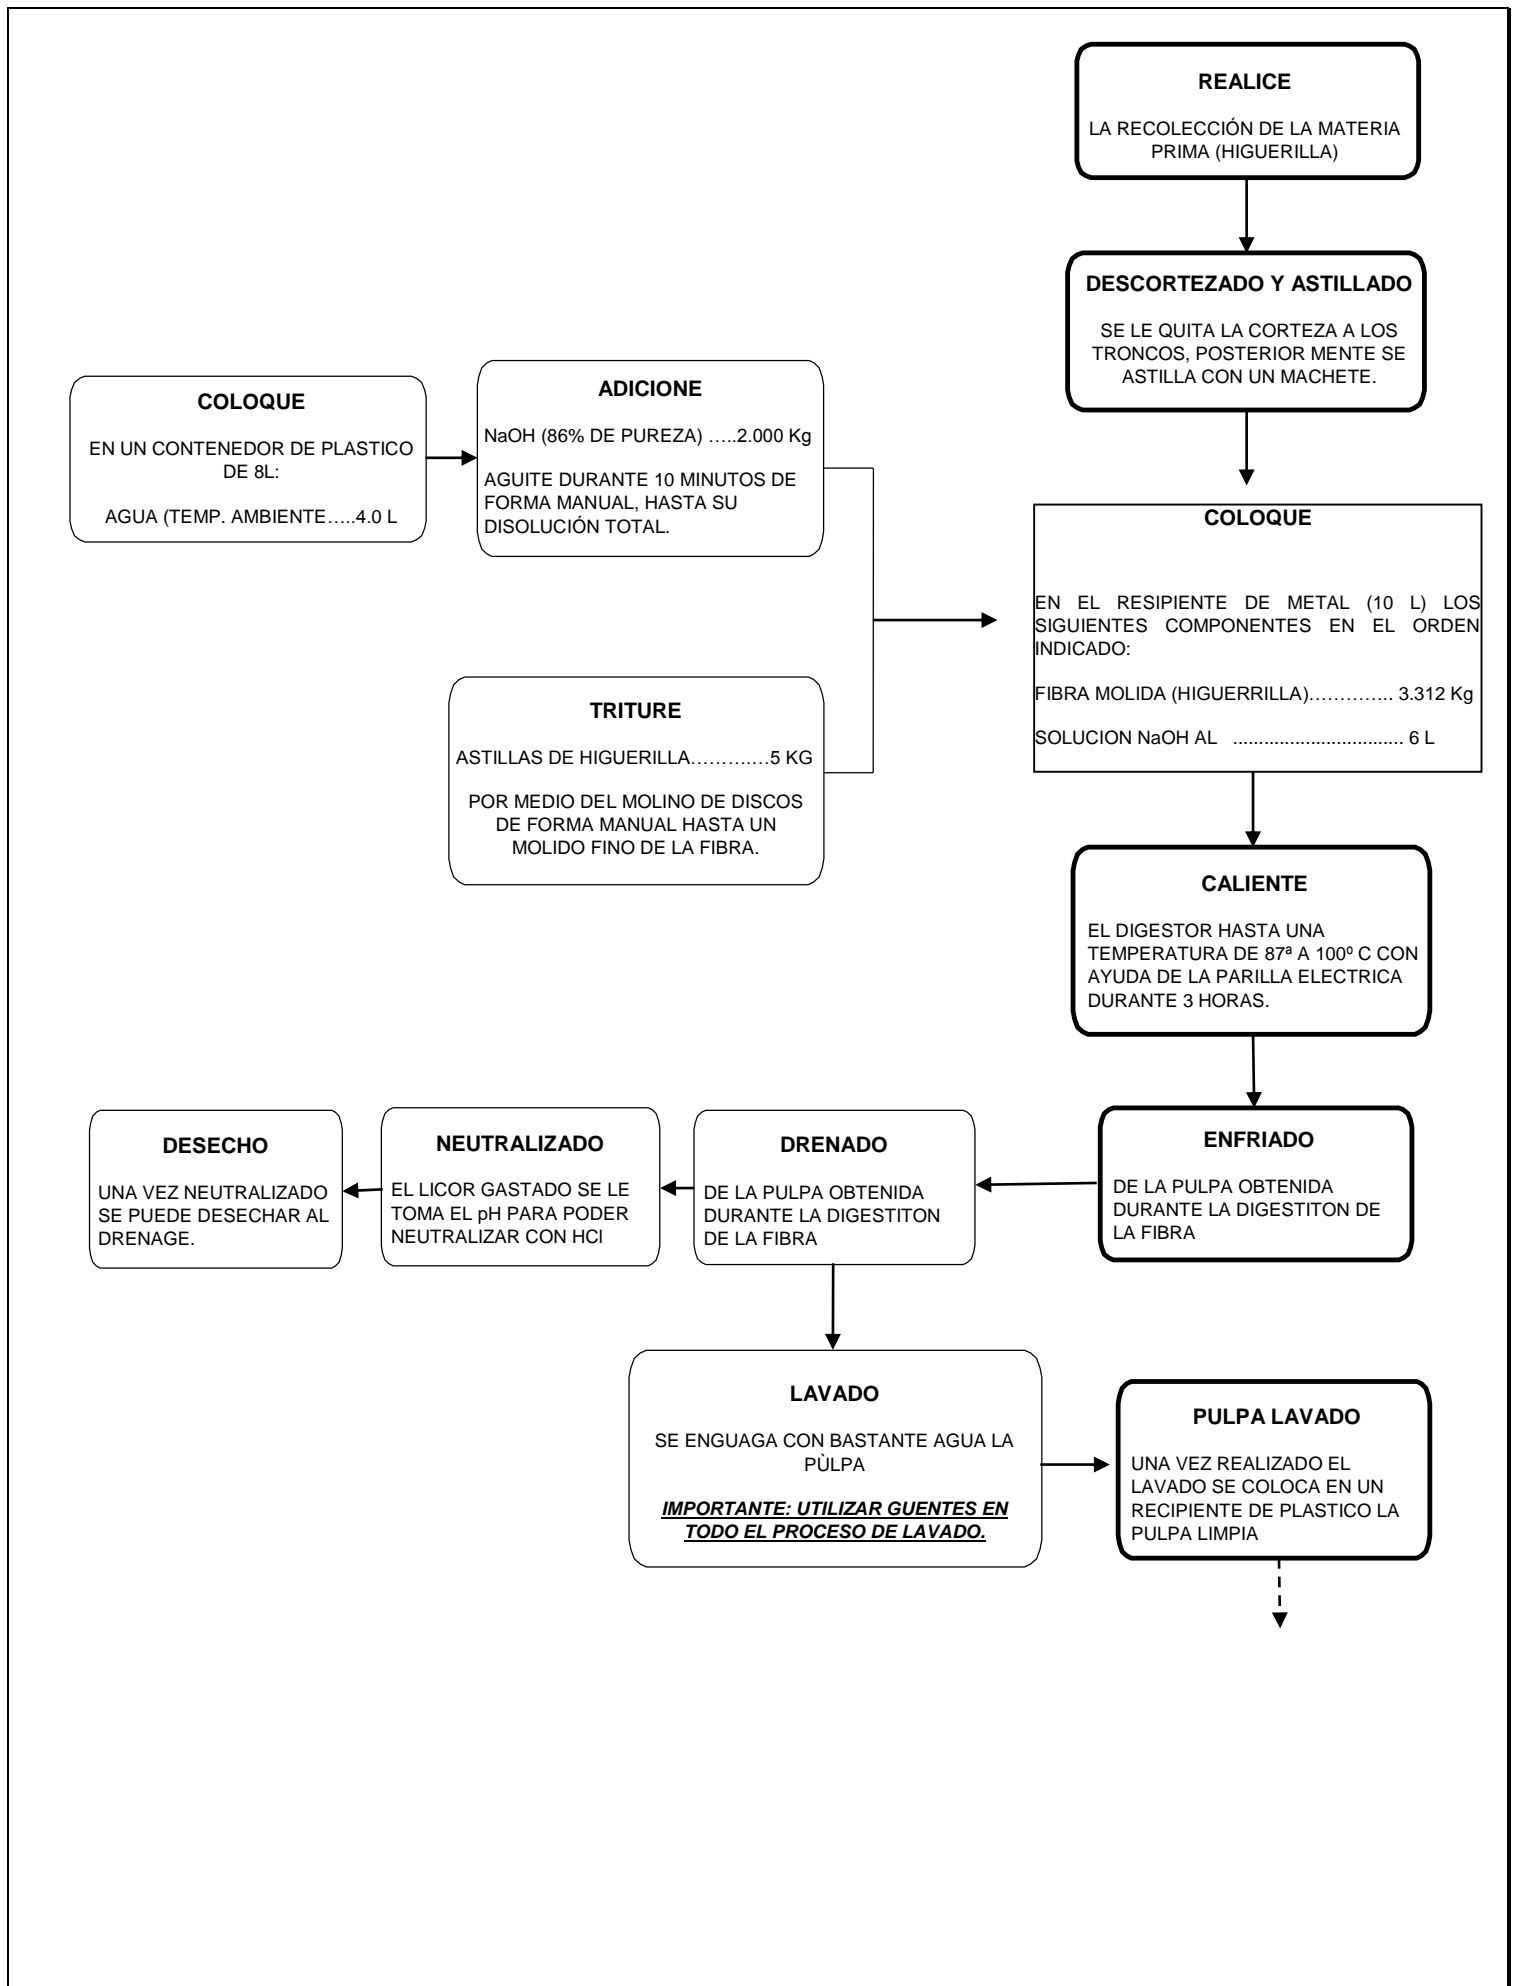 REALICE
LA RECOLECCIÓN DE LA MATERIA
PRIMA (HIGUERILLA)
DESCORTEZADO Y ASTILLADO
SE LE QUITA LA CORTEZA A LOS
TRONCOS, POSTERIOR MENTE SE
ASTILLA CON UN MACHETE.
COLOQUE
EN UN CONTENEDOR DE PLASTICO
DE 8L:
AGUA (TEMP. AMBIENTE…..4.0 L
ADICIONE
NaOH (86% DE PUREZA) …..2.000 Kg
AGUITE DURANTE 10 MINUTOS DE
FORMA MANUAL, HASTA SU
DISOLUCIÓN TOTAL.
TRITURE
ASTILLAS DE HIGUERILLA…….…..…5 KG
POR MEDIO DEL MOLINO DE DISCOS
DE FORMA MANUAL HASTA UN
MOLIDO FINO DE LA FIBRA.
COLOQUE
EN EL RESIPIENTE DE METAL (10 L) LOS
SIGUIENTES COMPONENTES EN EL ORDEN
INDICADO:
FIBRA MOLIDA (HIGUERRILLA)………….. 3.312 Kg
SOLUCION NaOH AL ................................ 6 L
CALIENTE
EL DIGESTOR HASTA UNA
TEMPERATURA DE 87ª A 100º C CON
AYUDA DE LA PARILLA ELECTRICA
DURANTE 3 HORAS.
ENFRIADO
DE LA PULPA OBTENIDA
DURANTE LA DIGESTITON DE
LA FIBRA
DRENADO
DE LA PULPA OBTENIDA
DURANTE LA DIGESTITON
DE LA FIBRA
NEUTRALIZADO
EL LICOR GASTADO SE LE
TOMA EL pH PARA PODER
NEUTRALIZAR CON HCl
DESECHO
UNA VEZ NEUTRALIZADO
SE PUEDE DESECHAR AL
DRENAGE.
LAVADO
SE ENGUAGA CON BASTANTE AGUA LA
PÙLPA
IMPORTANTE: UTILIZAR GUENTES EN
TODO EL PROCESO DE LAVADO.
PULPA LAVADO
UNA VEZ REALIZADO EL
LAVADO SE COLOCA EN UN
RECIPIENTE DE PLASTICO LA
PULPA LIMPIA